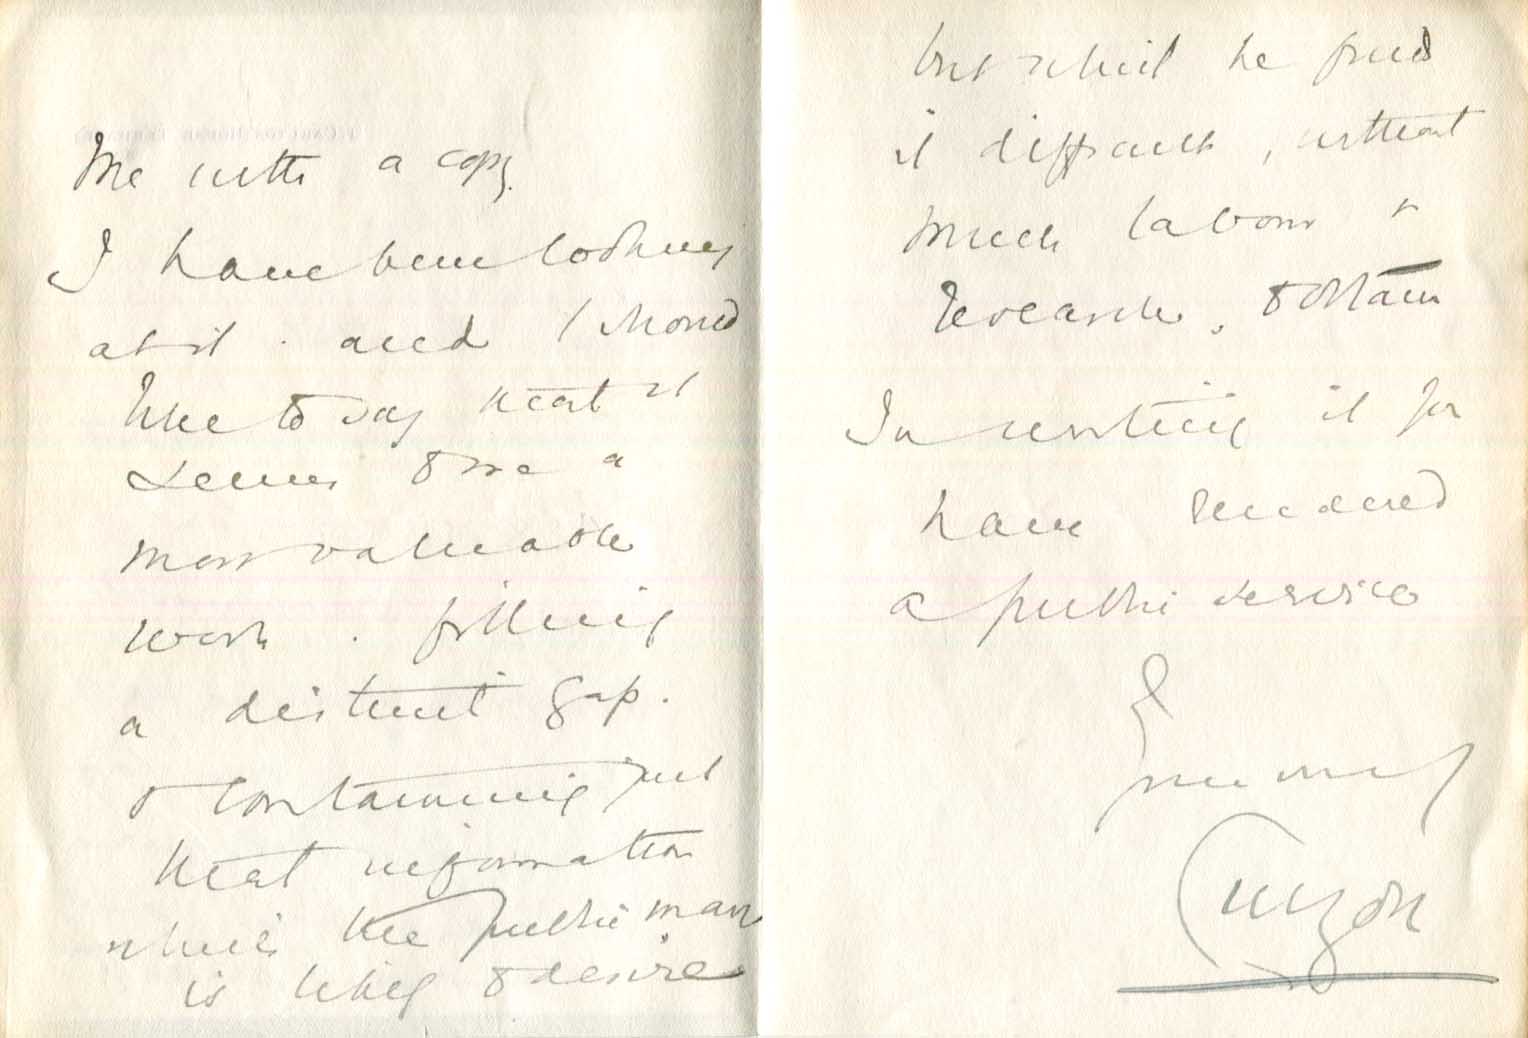 me with a copy.
I have been looking
at it. and I should
like to say that it
seems to me a
most valuable
work. filling
a distinct gap.
& containing just
that information
which the public man
is likely to desire
but which he finds
it difficult, without
much labour &
research, to obtain
In writing it you
have rendered
a public service
I am
yours
Curzon